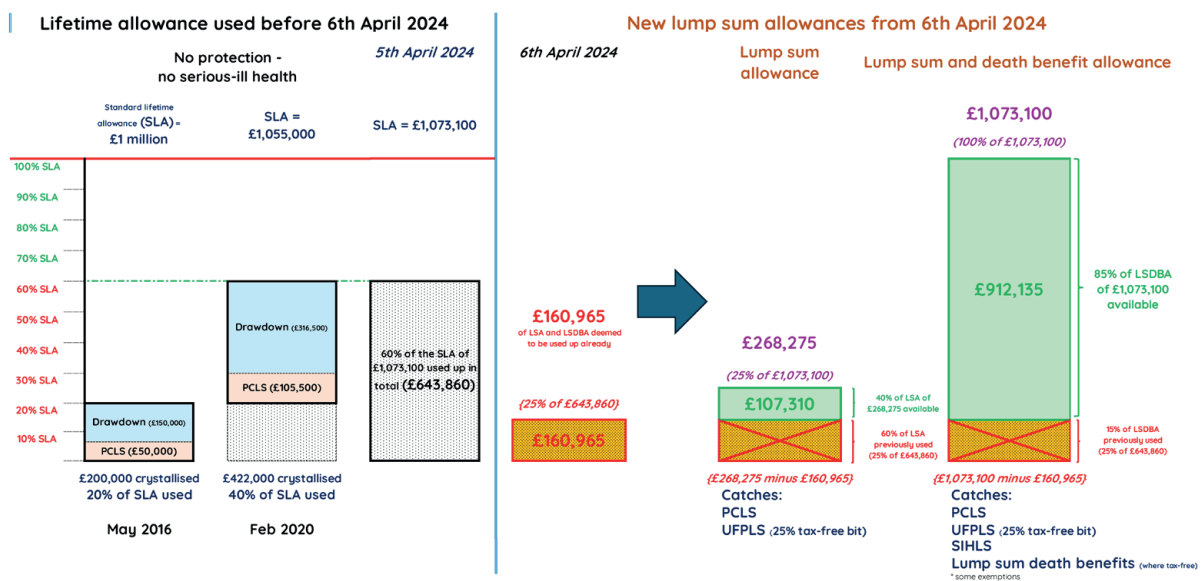 Lifetime allowance used before 6th April 2024
No protection -
no serious-ill health
5th April 2024
Standard lifetime
allowance (SLA) =
£1 million
SLA =
£1,055,000
SLA = £1,073,100
100% SLA
90% SLA
80% SLA
70% SLA
60% SLA
50% SLA
40% SLA
30% SLA
20% SLA
10% SLA
Drawdown (£150,000)
PCLS (£50,000)
Drawdown (£316,500)
PCLS (£105,500)
60% of the SLA of
£1,073,100 used up in
total (£643,860)
£200,000 crystallised
20% of SLA used
£422,000 crystallised
40% of SLA used
May 2016
Feb 2020
New lump sum allowances from 6th April 2024
6th April 2024
Lump sum
allowance
Lump sum and death benefit allowance
£160,965
of LSA and LSDBA deemed
to be used up already
{25% of £643,860}
£160,965
£268,275
(25% of £1,073,100)
£107,310
40% of LSA of
£268,275 available
60% of LSA
previously used
(25% of £643,860)
{£268,275 minus £160,965}
Catches:
PCLS
UFPLS (25% tax-free bit)
£1,073,100
(100% of £1,073,100)
£912,135
85% of LSDBA
of £1,073,100
available
15% of LSDBA
previously used
(25% of £643,860)
{£1,073,100 minus £160,965}
Catches:
PCLS
UFPLS (25% tax-free bit)
SIHLS
Lump sum death benefits (where tax-free)
* some exemptions